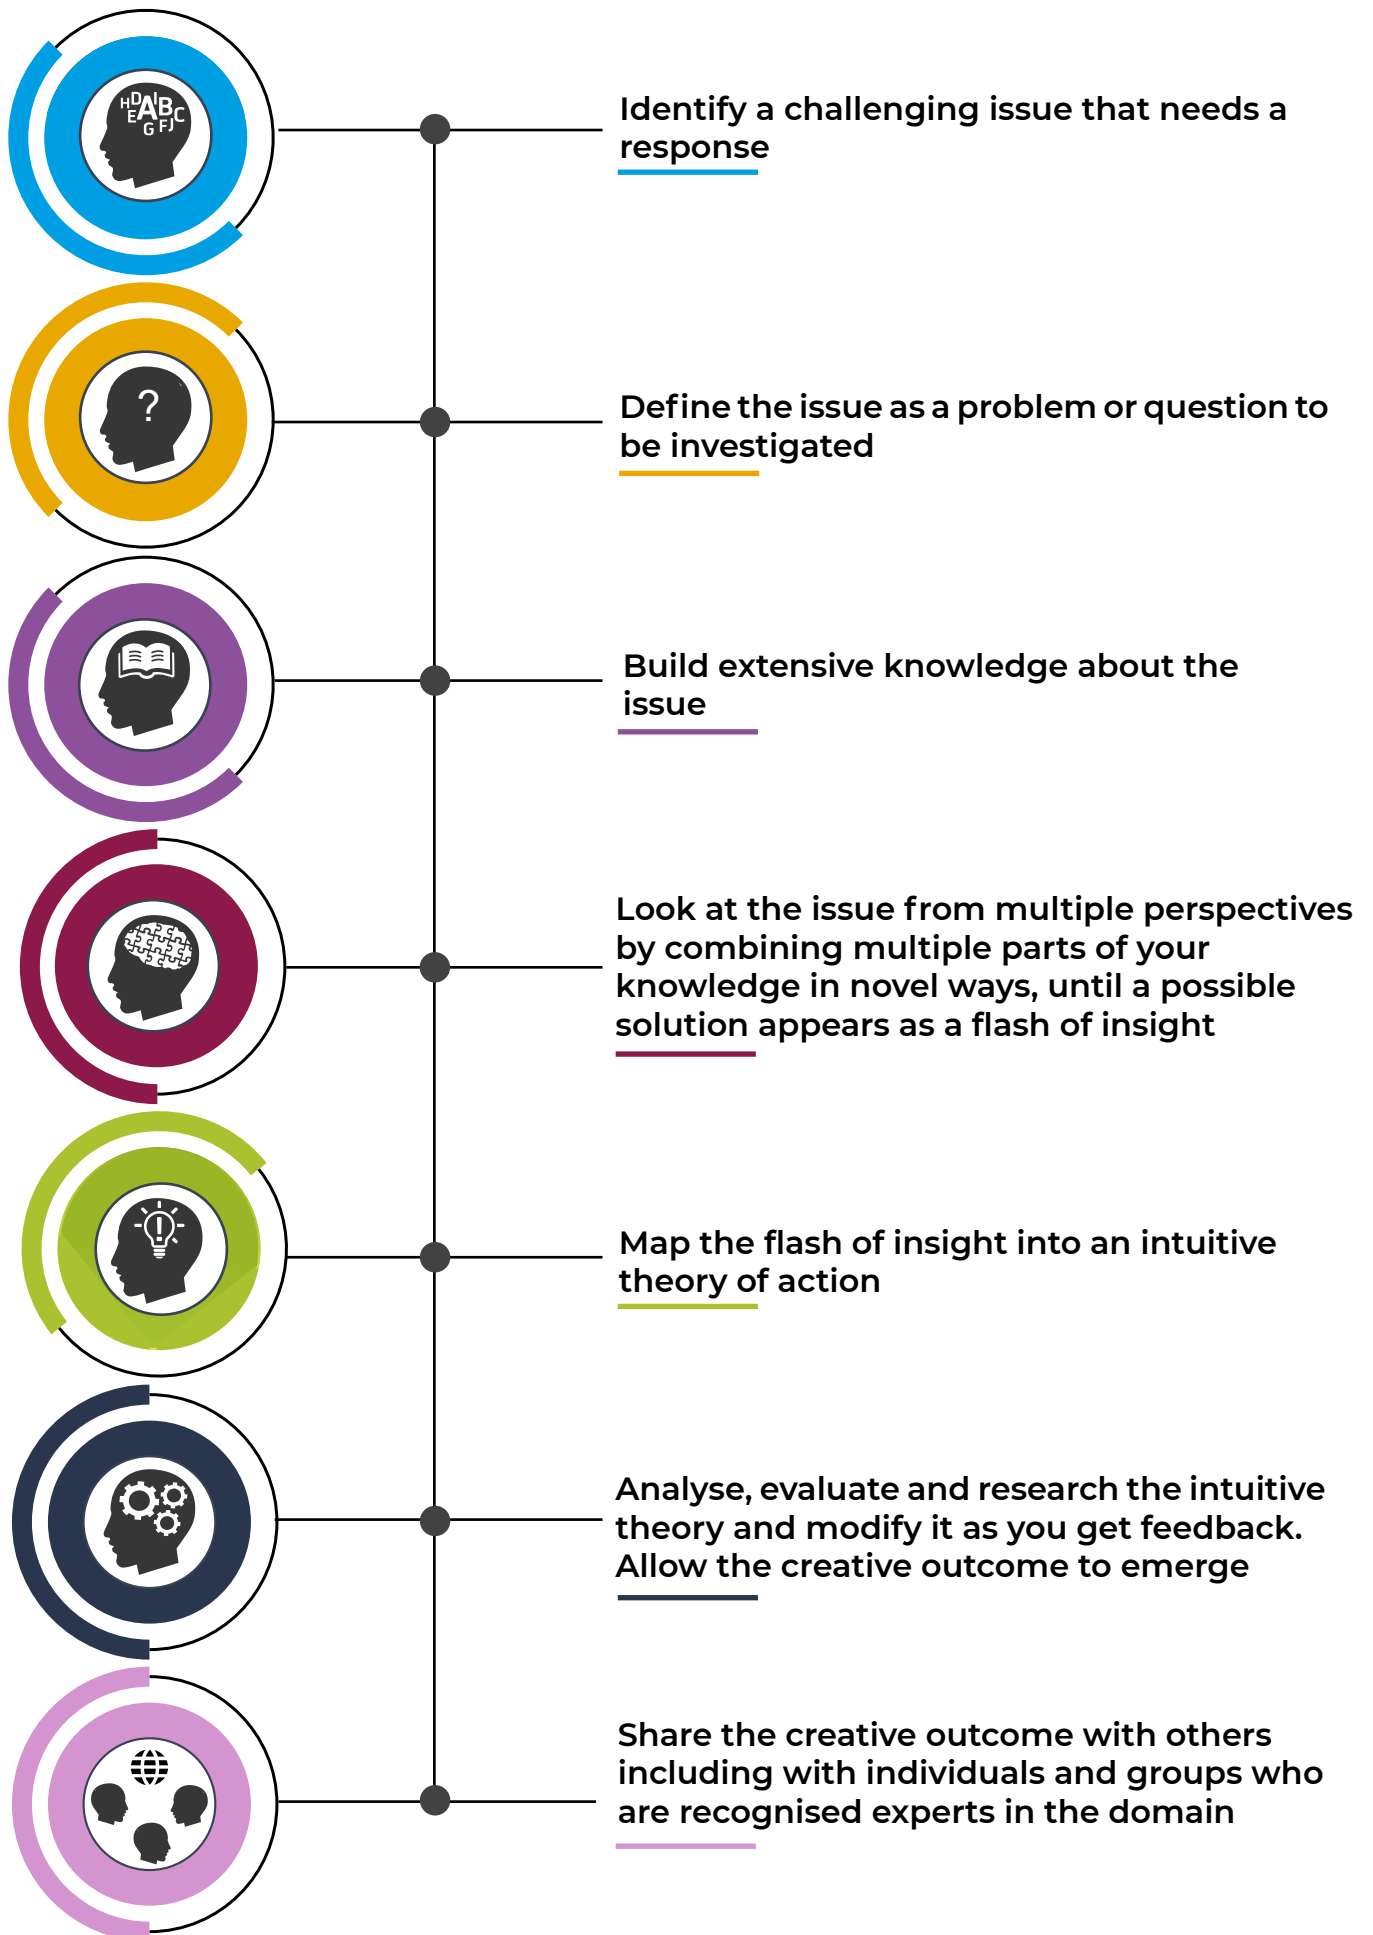 H D I
A B C
E
G F J
Identify a challenging issue that needs a
response
?
Define the issue as a problem or question to
be investigated
Build extensive knowledge about the
issue
Look at the issue from multiple perspectives
by combining multiple parts of your
knowledge in novel ways, until a possible
solution appears as a flash of insight
!
Map the flash of insight into an intuitive
theory of action
Analyse, evaluate and research the intuitive
theory and modify it as you get feedback.
Allow the creative outcome to emerge
Share the creative outcome with others
including with individuals and groups who
are recognised experts in the domain